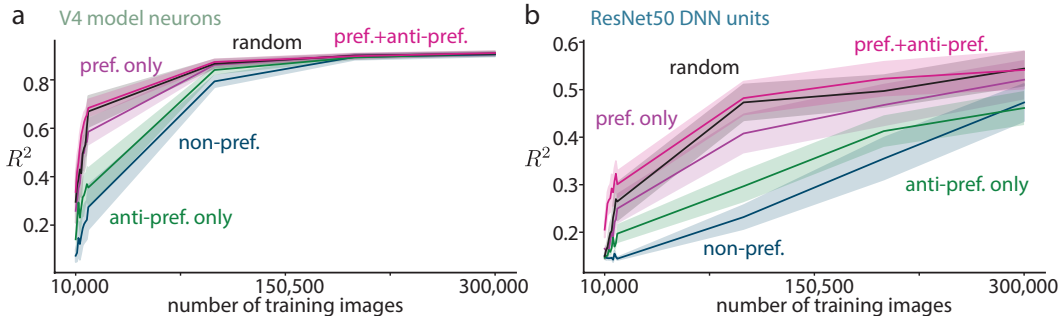 a
V4 model neurons
random
pref.+anti-pref.
pref. only
non-pref.
anti-pref. only
R²
0.8
0.6
0.4
0.2
10,000
150,500
300,000
number of training images
b
ResNet50 DNN units
pref.+anti-pref.
random
pref. only
anti-pref. only
non-pref.
R²
0.6
0.5
0.4
0.3
0.2
10,000
150,500
300,000
number of training images